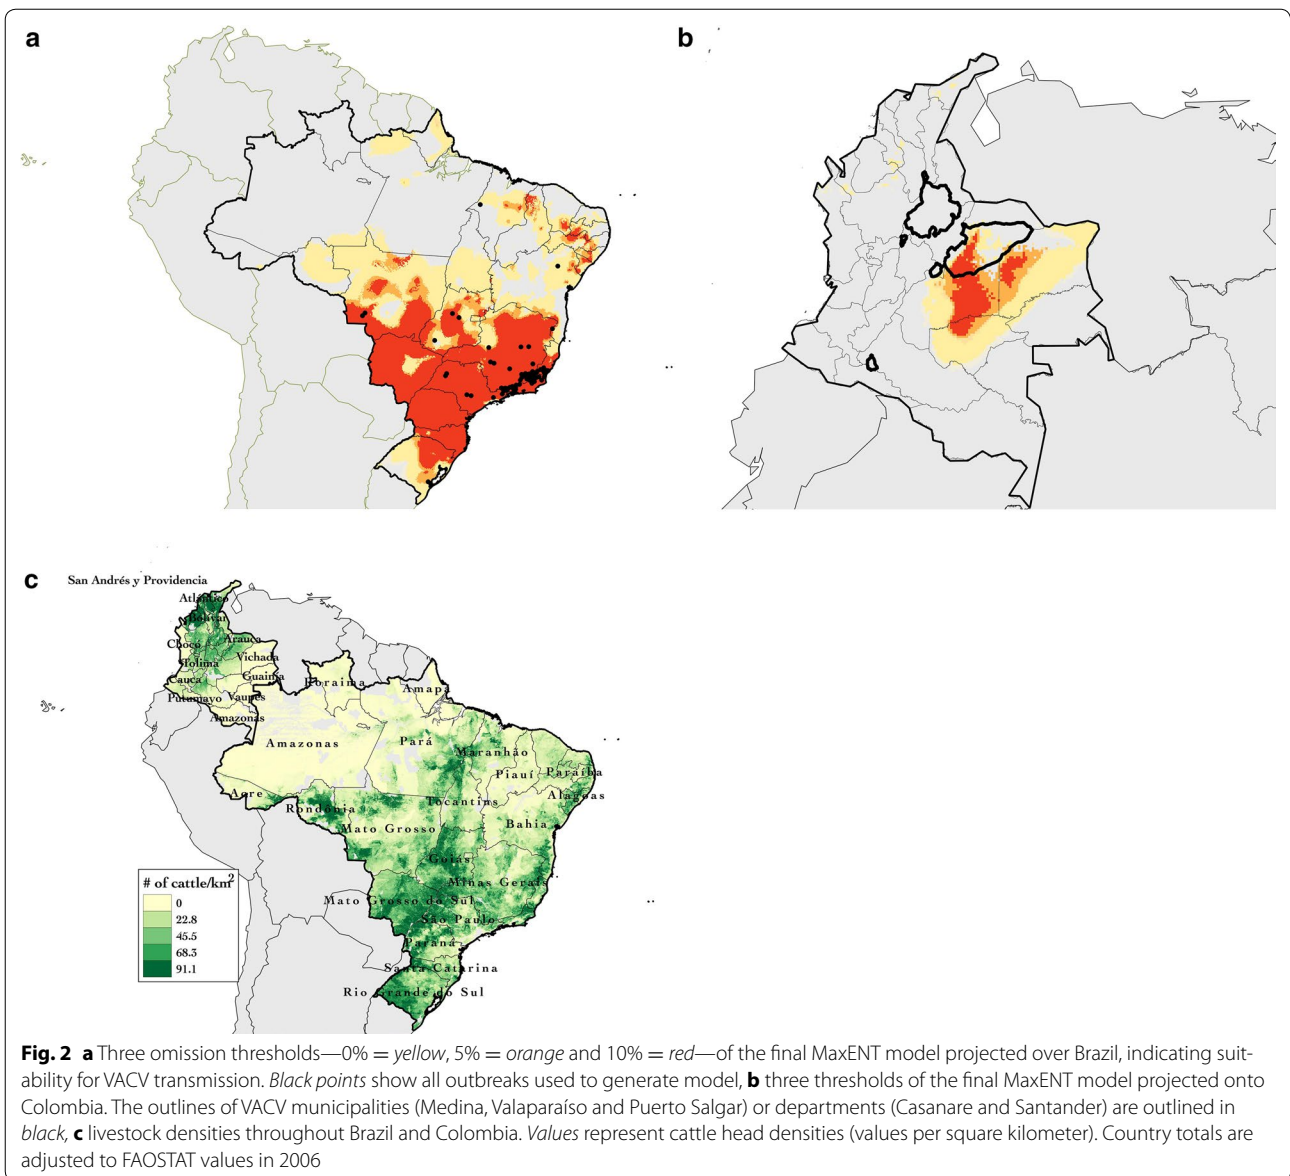 a
b
c
San Andrés y Providencia
Atlántico
Bolívar
Chocó
Arauca
Tolima
Vichada
Cauca
Guainía
Putumayo
Vaupés
Amazonas
Roraima
Amapá
Amazonas
Pará
Maranhão
Piauí
Paraíba
Acre
Rondônia
Tocantins
Alagoas
Mato Grosso
Bahia
Goiás
Minas Gerais
Mato Grosso do Sul
São Paulo
Paraná
Santa Catarina
Rio Grande do Sul
# of cattle/km²
0
22.8
45.5
68.3
91.1
Fig. 2 a Three omission thresholds—0% = yellow, 5% = orange and 10% = red—of the final MaxENT model projected over Brazil, indicating suit-
ability for VACV transmission. Black points show all outbreaks used to generate model, b three thresholds of the final MaxENT model projected onto
Colombia. The outlines of VACV municipalities (Medina, Valaparaíso and Puerto Salgar) or departments (Casanare and Santander) are outlined in
black, c livestock densities throughout Brazil and Colombia. Values represent cattle head densities (values per square kilometer). Country totals are
adjusted to FAOSTAT values in 2006